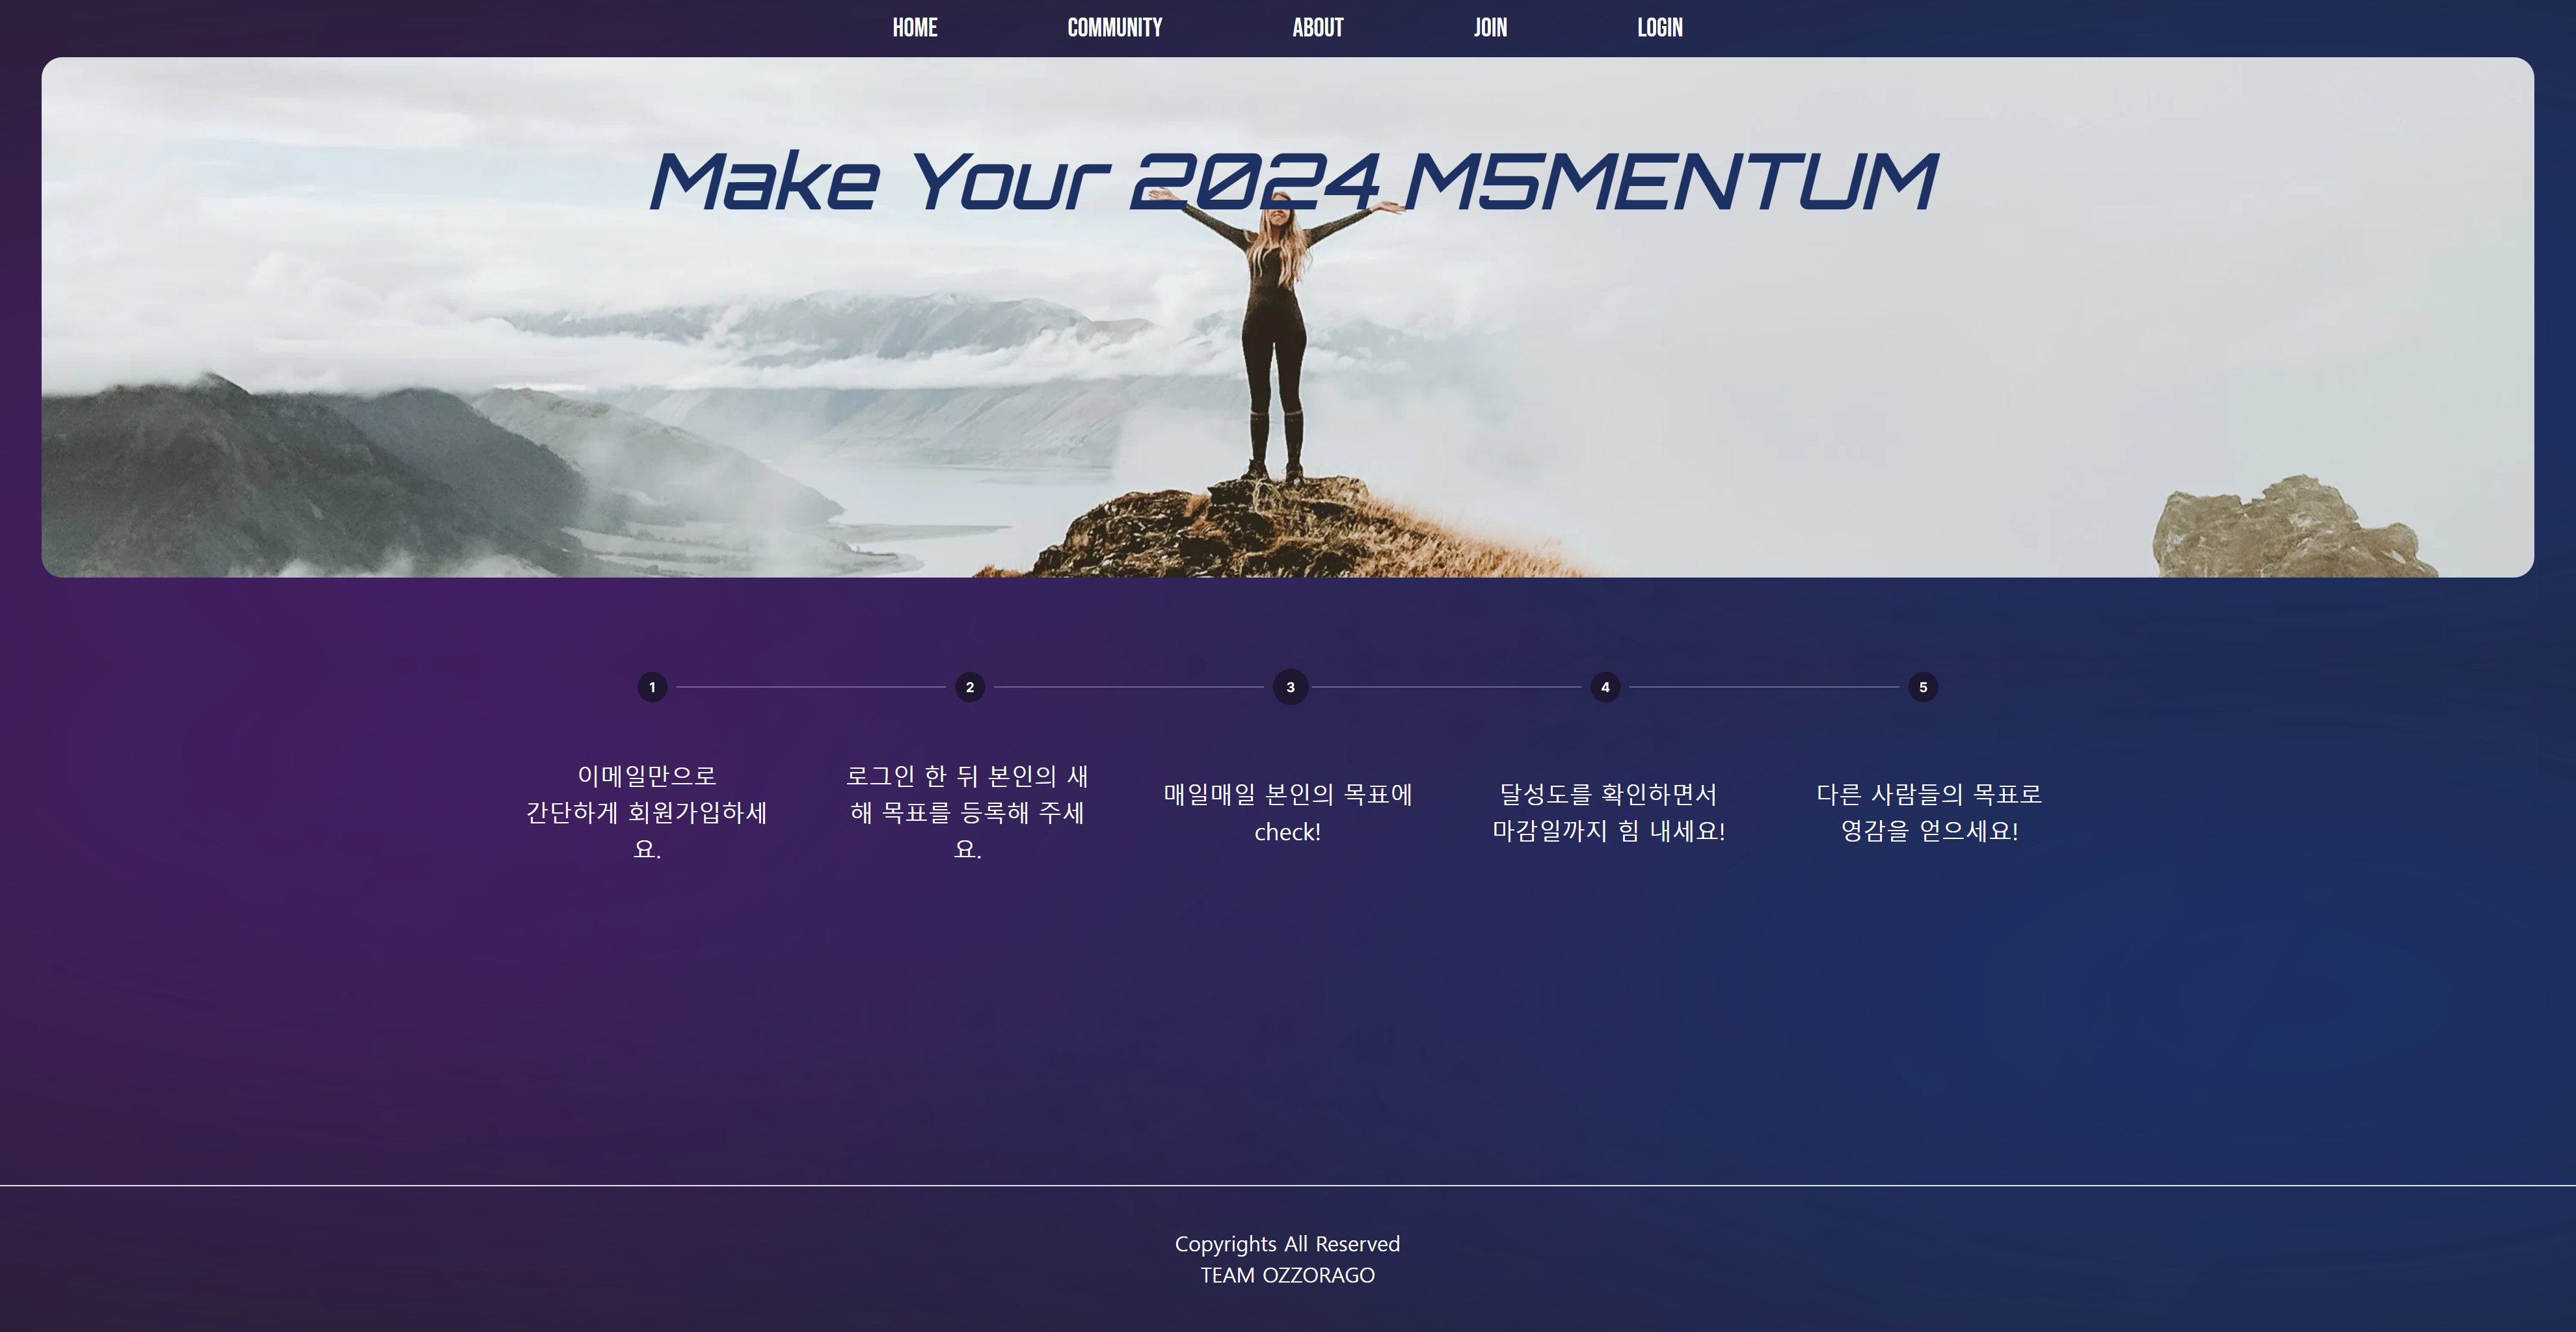 HOME COMMUNITY ABOUT JOIN LOGIN
Make Your 2024 M5MENTUM
1 2 3 4 5
이메일만으로
간단하게 회원가입하세
요.
로그인 한 뒤 본인의 새
해 목표를 등록해 주세
요.
매일매일 본인의 목표에
check!
달성도를 확인하면서
마감일까지 힘 내세요!
다른 사람들의 목표로
영감을 얻으세요!
Copyrights All Reserved
TEAM OZZORAGO